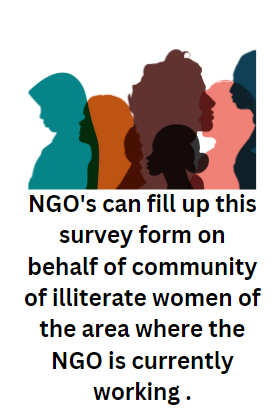 NGO's can fill up this
survey form on
behalf of community
of illiterate women of
the area where the
NGO is currently
working .